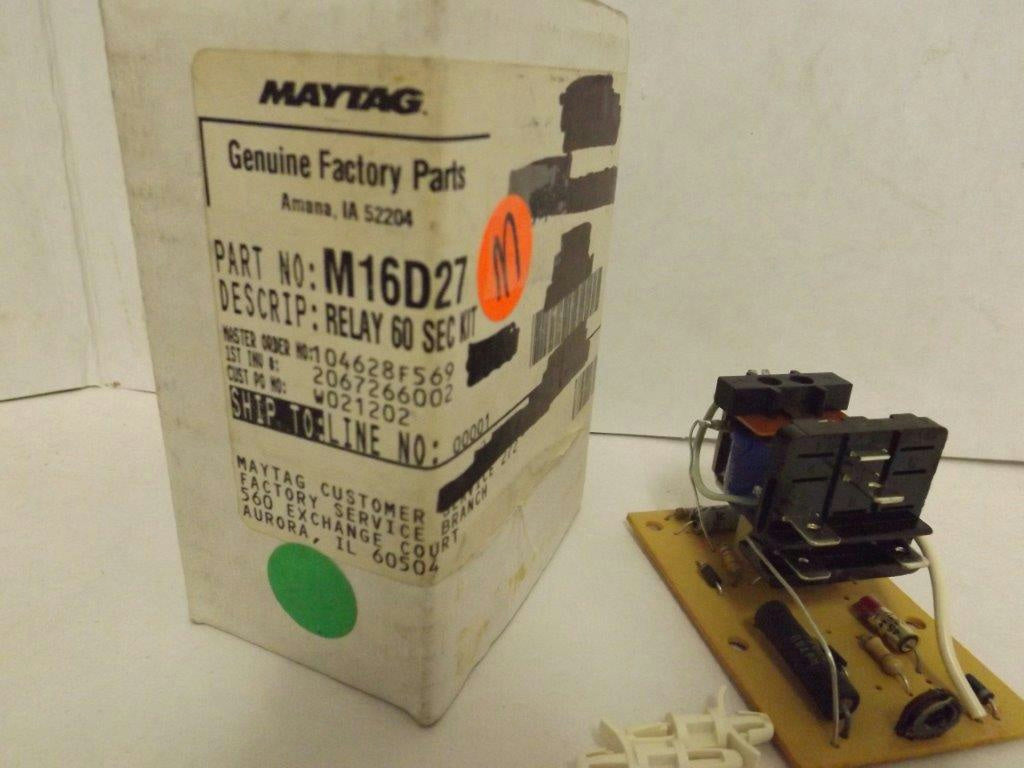 MAYTAG
Genuine Factory Parts
Amana, IA 52204
PART NO: M16D27
DESCRIP: RELAY 60 SEC KIT
MASTER ORDER NO: 104628F569
1ST INV #: 2067266002
CUST PO NO: W021202
SHIP TO: LINE NO: 00001
MAYTAG CUSTOMER
FACTORY SERVICE
560 EXCHANGE COURT
AURORA, IL 60504
BRANCH
m